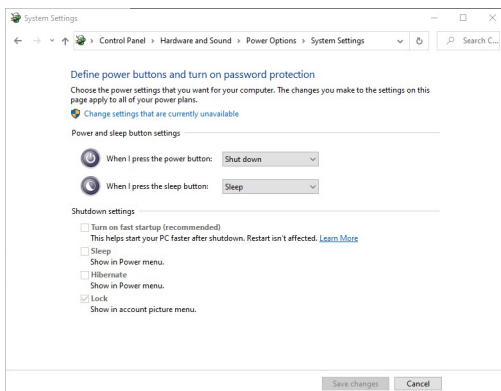 System Settings
Control Panel > Hardware and Sound > Power Options > System Settings
Search C...
Define power buttons and turn on password protection
Choose the power settings that you want for your computer. The changes you make to the settings on this
page apply to all of your power plans.
Change settings that are currently unavailable
Power and sleep button settings
When I press the power button: Shut down
When I press the sleep button: Sleep
Shutdown settings
Turn on fast startup (recommended)
This helps start your PC faster after shutdown. Restart isn't affected. Learn More
Sleep
Show in Power menu.
Hibernate
Show in Power menu.
Lock
Show in account picture menu.
Save changes Cancel